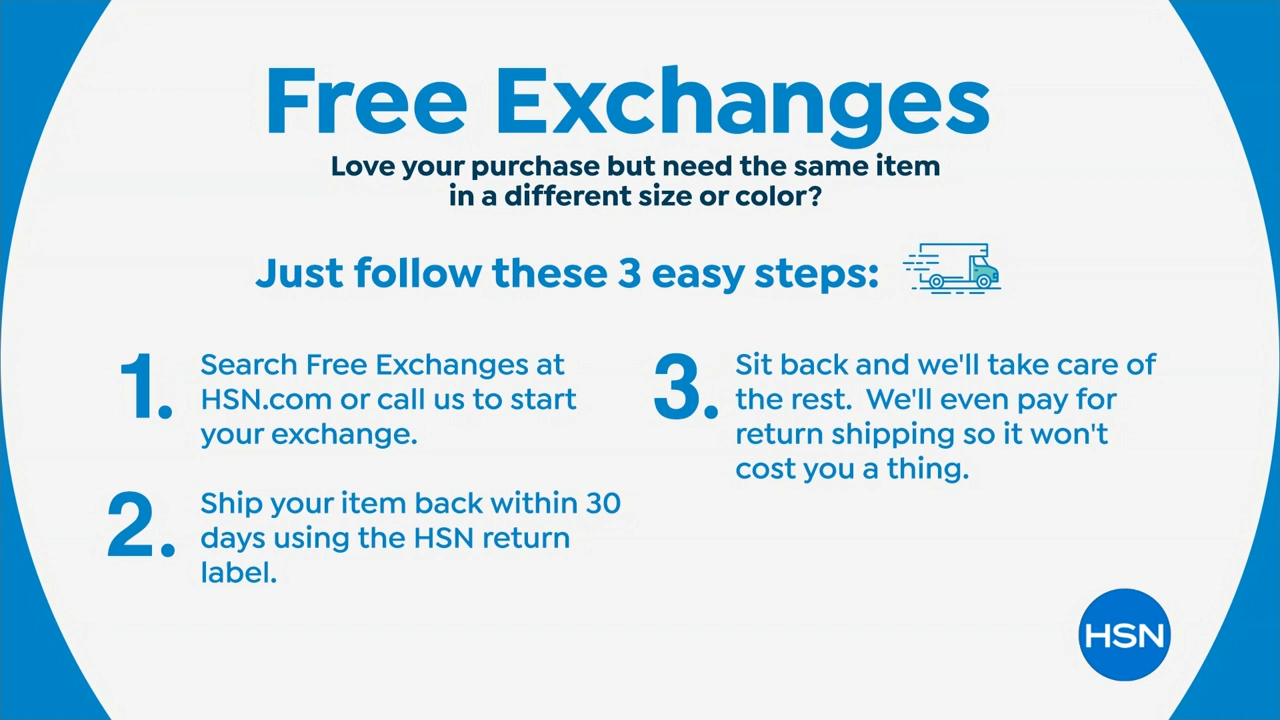 Free Exchanges
Love your purchase but need the same item
in a different size or color?
Just follow these 3 easy steps:
1.
Search Free Exchanges at
HSN.com or call us to start
your exchange.
2.
Ship your item back within 30
days using the HSN return
label.
3.
Sit back and we'll take care of
the rest.  We'll even pay for
return shipping so it won't
cost you a thing.
HSN